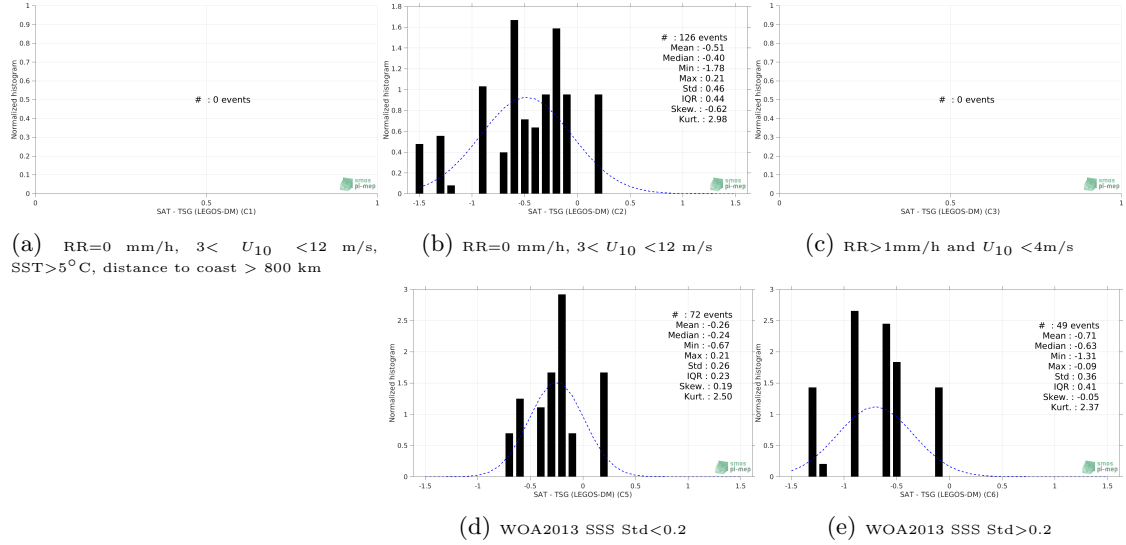 1
0.9
0.8
0.7
0.6
0.5
0.4
0.3
0.2
0.1
0
Normalized histogram
# : 0 events
0 0.5 1
SAT - TSG (LEGOS-DM) (C1)
smos
pi-mep
(a) RR=0 mm/h, 3< U10 <12 m/s,
SST>5°C, distance to coast > 800 km
1.8
1.6
1.4
1.2
1
0.8
0.6
0.4
0.2
0
Normalized histogram
# : 126 events
Mean : -0.51
Median : -0.40
Min : -1.78
Max : 0.21
Std : 0.46
IQR : 0.44
Skew. : -0.62
Kurt. : 2.98
-1.5 -1 -0.5 0 0.5 1 1.5
SAT - TSG (LEGOS-DM) (C2)
smos
pi-mep
(b) RR=0 mm/h, 3< U10 <12 m/s
1
0.9
0.8
0.7
0.6
0.5
0.4
0.3
0.2
0.1
0
Normalized histogram
# : 0 events
0 0.5 1
SAT - TSG (LEGOS-DM) (C3)
smos
pi-mep
(c) RR>1mm/h and U10 <4m/s
3
2.5
2
1.5
1
0.5
0
Normalized histogram
# : 72 events
Mean : -0.26
Median : -0.24
Min : -0.67
Max : 0.21
Std : 0.26
IQR : 0.23
Skew. : 0.19
Kurt. : 2.50
-1.5 -1 -0.5 0 0.5 1 1.5
SAT - TSG (LEGOS-DM) (C5)
smos
pi-mep
(d) WOA2013 SSS Std<0.2
3
2.5
2
1.5
1
0.5
0
Normalized histogram
# : 49 events
Mean : -0.71
Median : -0.63
Min : -1.31
Max : -0.09
Std : 0.36
IQR : 0.41
Skew. : -0.05
Kurt. : 2.37
-1.5 -1 -0.5 0 0.5 1 1.5
SAT - TSG (LEGOS-DM) (C6)
smos
pi-mep
(e) WOA2013 SSS Std>0.2